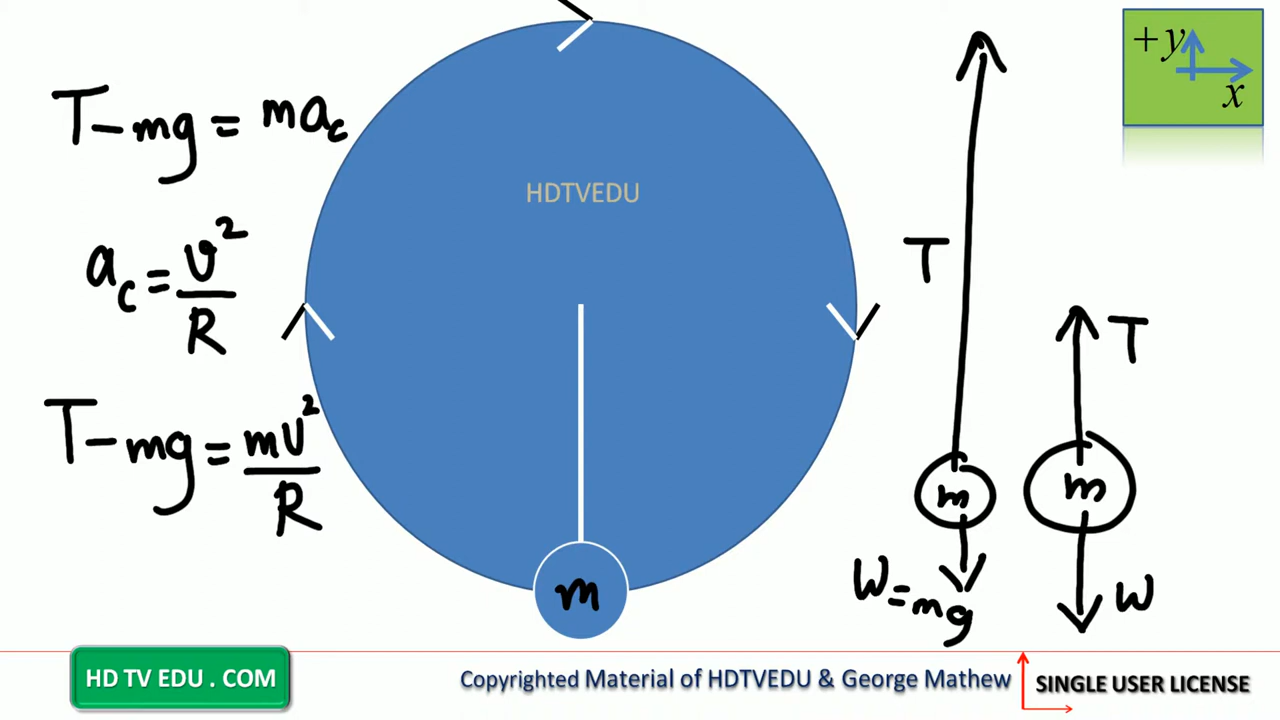 T-mg = ma_c
a_c = v²/R
T-mg = mv²/R
HDTVEDU
m
T
m
W=mg
T
m
W
+y
x
HD TV EDU . COM
Copyrighted Material of HDTVEDU & George Mathew
SINGLE USER LICENSE